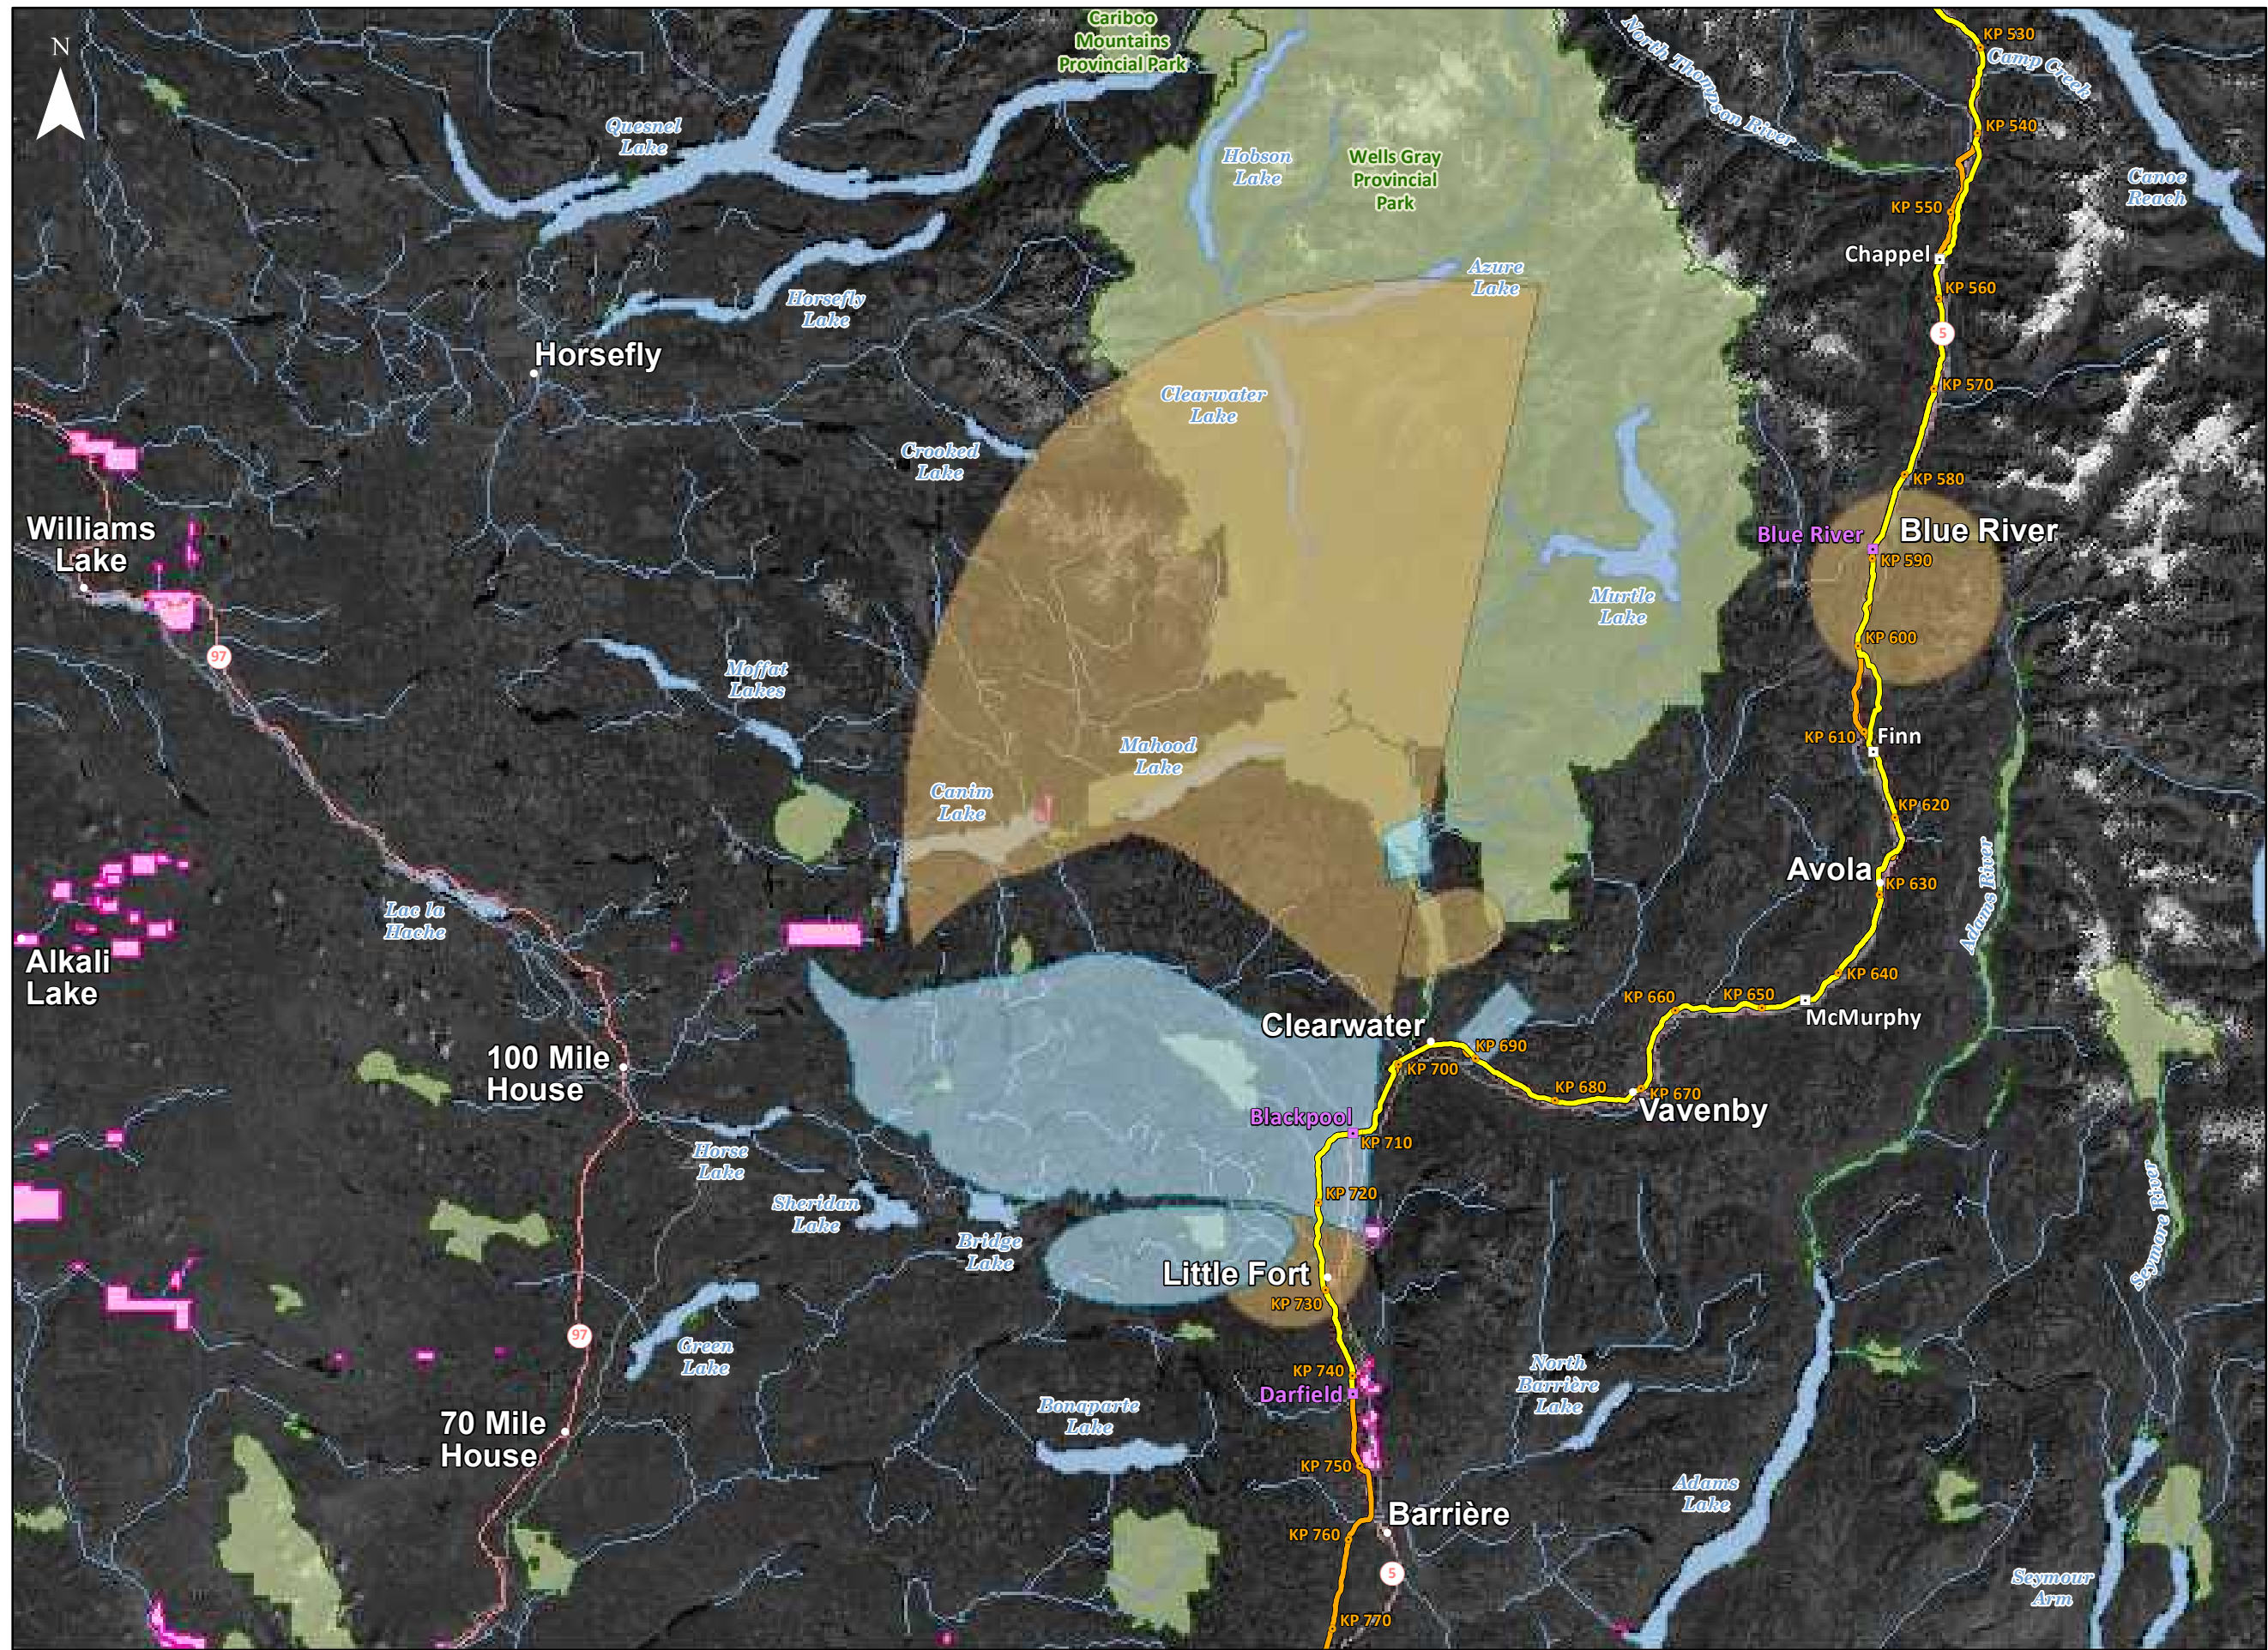 Cariboo
Mountains
Provincial Park
N
KP 530
Camp Creek
North Thompson River
Quesnel
Lake
KP 540
Hobson
Lake
Wells Gray
Provincial
Park
Canoe
Reach
KP 550
Chappel
Azure
Lake
KP 560
Horsefly
Lake
5
Horsefly
KP 570
Clearwater
Lake
Crooked
Lake
KP 580
Williams
Lake
Blue River
Blue River
KP 590
Murtle
Lake
KP 600
97
Moffat
Lakes
KP 610
Finn
Mahood
Lake
Canim
Lake
KP 620
Avola
KP 630
Adams River
Lac la
Hache
Alkali
Lake
KP 640
KP 660
KP 650
McMurphy
Clearwater
KP 690
100 Mile
House
KP 700
KP 680
KP 670
Vavenby
Blackpool
KP 710
Horse
Lake
Sheridan
Lake
KP 720
Seymore River
Bridge
Lake
Little Fort
KP 730
97
Green
Lake
KP 740
Darfield
North
Barrière
Lake
Bonaparte
Lake
70 Mile
House
KP 750
Adams
Lake
Barrière
KP 760
5
Seymour
Arm
KP 770